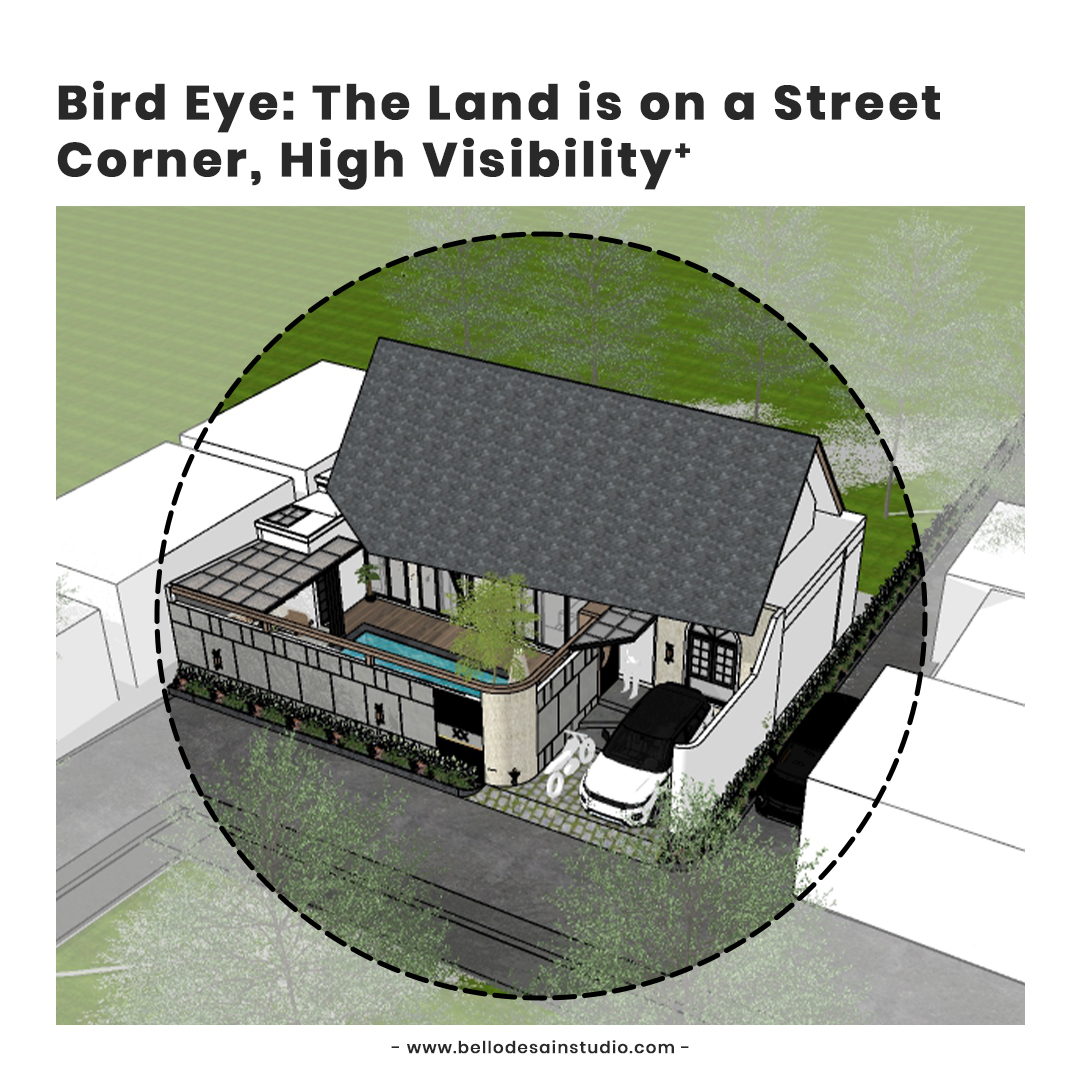 Bird Eye: The Land is on a Street
Corner, High Visibility⁺
- www.bellodesainstudio.com -